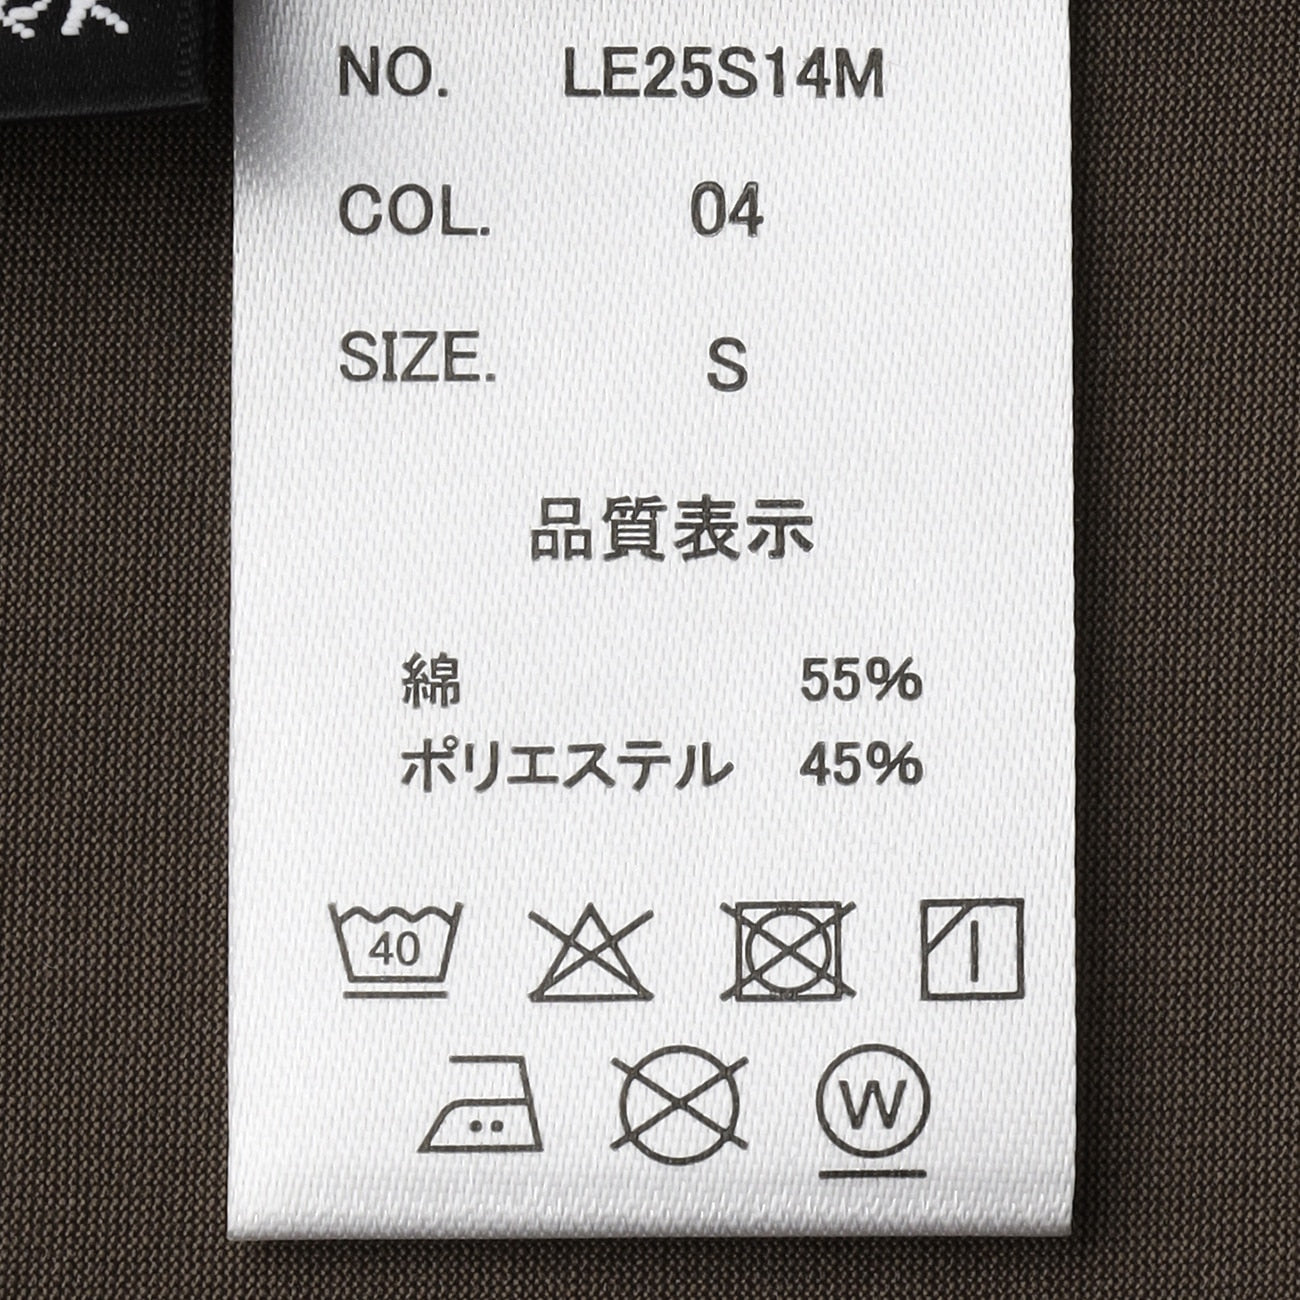 NO. LE25S14M
COL. 04
SIZE. S
品質表示
綿 55%
ポリエステル 45%
40
W